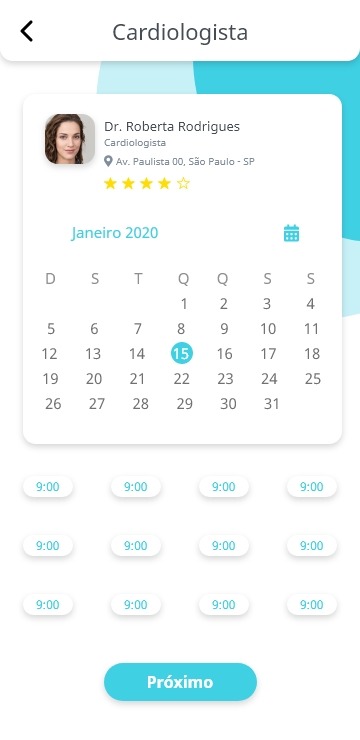 Cardiologista
Dr. Roberta Rodrigues
Cardiologista
Av. Paulista 00, São Paulo - SP
Janeiro 2020
D S T Q Q S S
1 2 3 4
5 6 7 8 9 10 11
12 13 14 15 16 17 18
19 20 21 22 23 24 25
26 27 28 29 30 31
9:00 9:00 9:00 9:00
9:00 9:00 9:00 9:00
9:00 9:00 9:00 9:00
Próximo